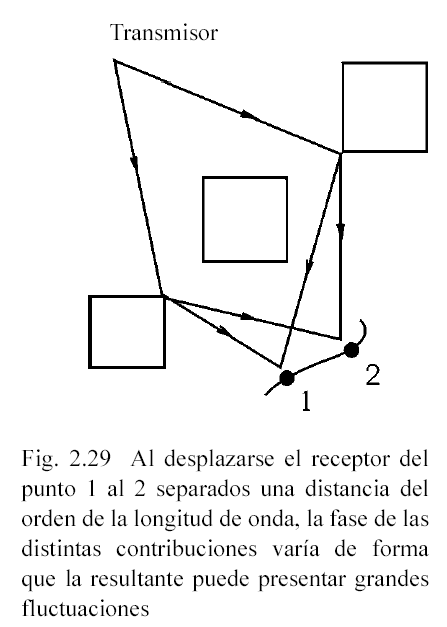 Transmisor
1
2
Fig. 2.29 Al desplazarse el receptor del
punto 1 al 2 separados una distancia del
orden de la longitud de onda, la fase de las
distintas contribuciones varía de forma
que la resultante puede presentar grandes
fluctuaciones